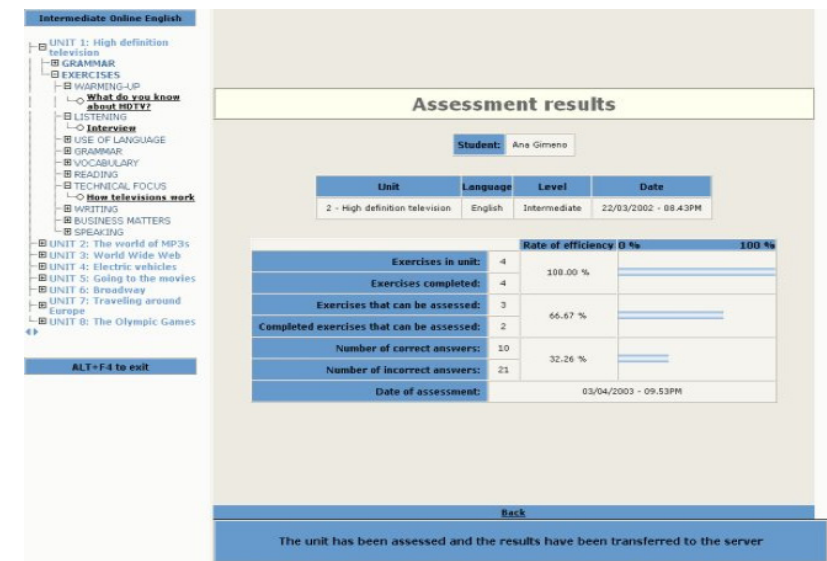 Intermediate Online English
UNIT 1: High definition
television
GRAMMAR
EXERCISES
WARMING-UP
What do you know
about HDTV?
LISTENING
Interview
USE OF LANGUAGE
GRAMMAR
VOCABULARY
READING
TECHNICAL FOCUS
How televisions work
WRITING
BUSINESS MATTERS
SPEAKING
UNIT 2: The world of MP3s
UNIT 3: World Wide Web
UNIT 4: Electric vehicles
UNIT 5: Going to the movies
UNIT 6: Broadway
UNIT 7: Traveling around
Europe
UNIT 8: The Olympic Games
ALT+F4 to exit
Assessment results
Student: Ana Gimeno
Unit Language Level Date
2 - High definition television English Intermediate 22/03/2002 - 08.43PM
Rate of efficiency 0 % 100 %
Exercises in unit: 4
100.00 %
Exercises completed: 4
Exercises that can be assessed: 3
66.67 %
Completed exercises that can be assessed: 2
Number of correct answers: 10
32.26 %
Number of incorrect answers: 21
Date of assessment: 03/04/2003 - 09.53PM
Back
The unit has been assessed and the results have been transferred to the server